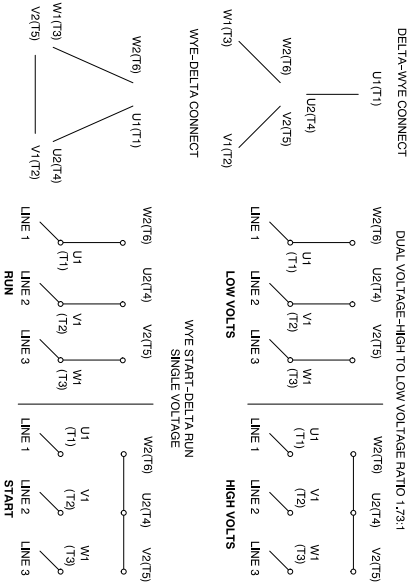 DELTA-WYE CONNECT
U1(T1)
U2(T4)
W2(T6)
V2(T5)
W1(T3)
V1(T2)
DUAL VOLTAGE-HIGH TO LOW VOLTAGE RATIO 1.73:1
W2(T6) U2(T4) V2(T5)
U1 (T1) V1 (T2) W1 (T3)
LINE 1 LINE 2 LINE 3
LOW VOLTS
W2(T6) U2(T4) V2(T5)
U1 (T1) V1 (T2) W1 (T3)
LINE 1 LINE 2 LINE 3
HIGH VOLTS
WYE-DELTA CONNECT
W2(T6) U1(T1)
W1(T3) U2(T4)
V2(T5) V1(T2)
WYE START-DELTA RUN
SINGLE VOLTAGE
W2(T6) U2(T4) V2(T5)
U1 (T1) V1 (T2) W1 (T3)
LINE 1 LINE 2 LINE 3
RUN
W2(T6) U2(T4) V2(T5)
U1 (T1) V1 (T2) W1 (T3)
LINE 1 LINE 2 LINE 3
START